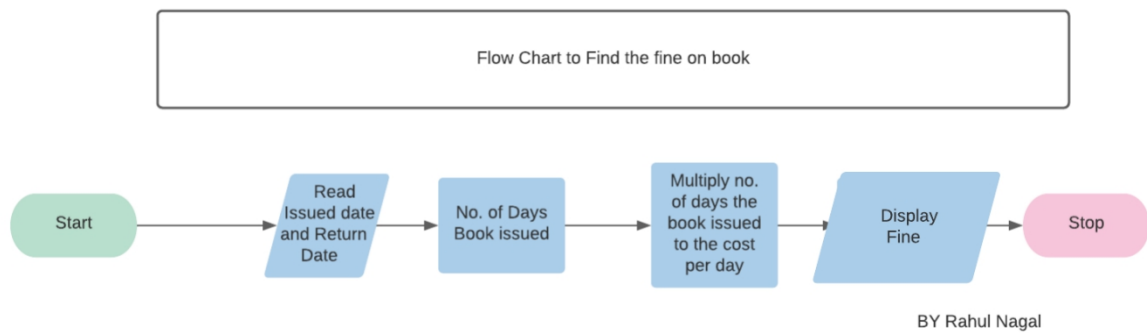 Flow Chart to Find the fine on book
Start
Read
Issued date
and Return
Date
No. of Days
Book issued
Multiply no.
of days the
book issued
to the cost
per day
Display
Fine
Stop
BY Rahul Nagal